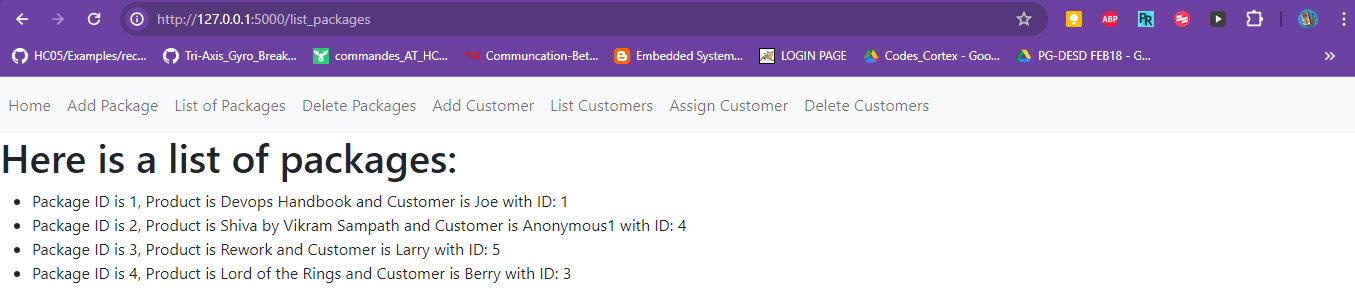 http://127.0.0.1:5000/list_packages
ABP
PR
HC05/Examples/rec... Tri-Axis_Gyro_Break... commandes_AT_HC... Communcation-Bet... Embedded System... LOGIN PAGE Codes_Cortex - Goo... PG-DESD FEB18 - G... »
Home Add Package List of Packages Delete Packages Add Customer List Customers Assign Customer Delete Customers
Here is a list of packages:
• Package ID is 1, Product is Devops Handbook and Customer is Joe with ID: 1
• Package ID is 2, Product is Shiva by Vikram Sampath and Customer is Anonymous1 with ID: 4
• Package ID is 3, Product is Rework and Customer is Larry with ID: 5
• Package ID is 4, Product is Lord of the Rings and Customer is Berry with ID: 3